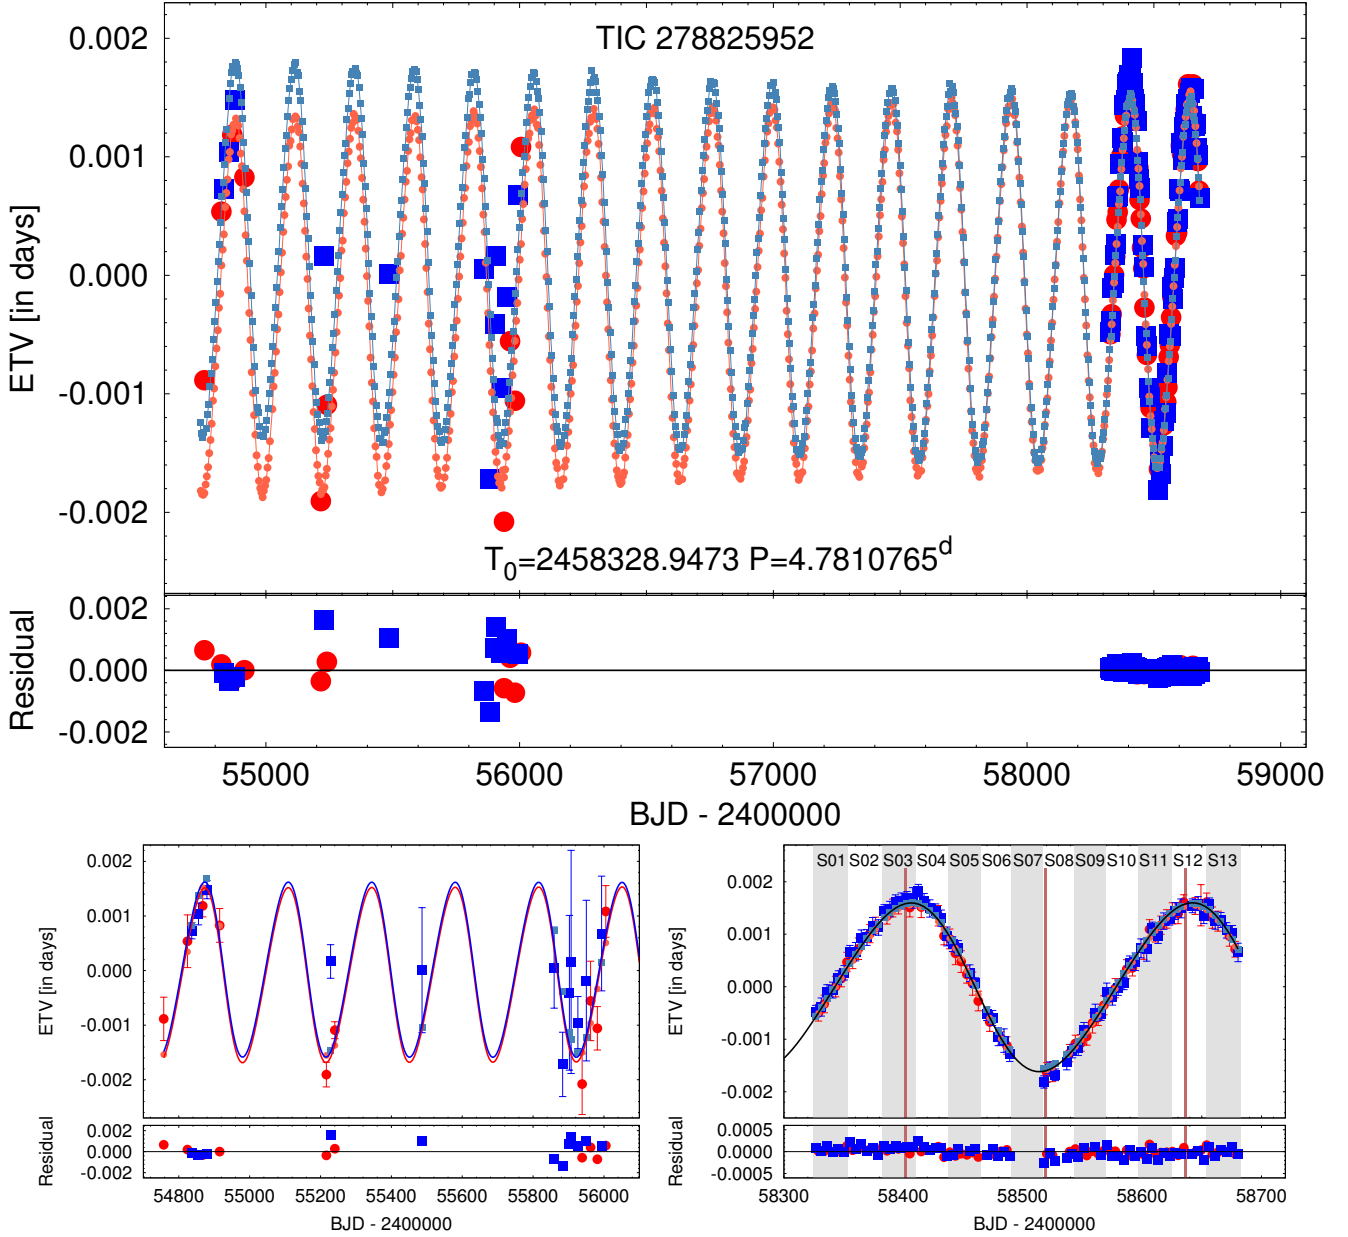 TIC 278825952
ETV [in days]
0.002
0.001
0.000
-0.001
-0.002
T0=2458328.9473 P=4.7810765d
Residual
0.002
0.000
-0.002
55000 56000 57000 58000 59000
BJD - 2400000
ETV [in days]
0.002
0.001
0.000
-0.001
-0.002
Residual
0.002
0.000
-0.002
54800 55000 55200 55400 55600 55800 56000
BJD - 2400000
S01 S02 S03 S04 S05 S06 S07 S08 S09 S10 S11 S12 S13
ETV [in days]
0.002
0.001
0.000
-0.001
-0.002
Residual
0.0005
0.0000
-0.0005
58300 58400 58500 58600 58700
BJD - 2400000